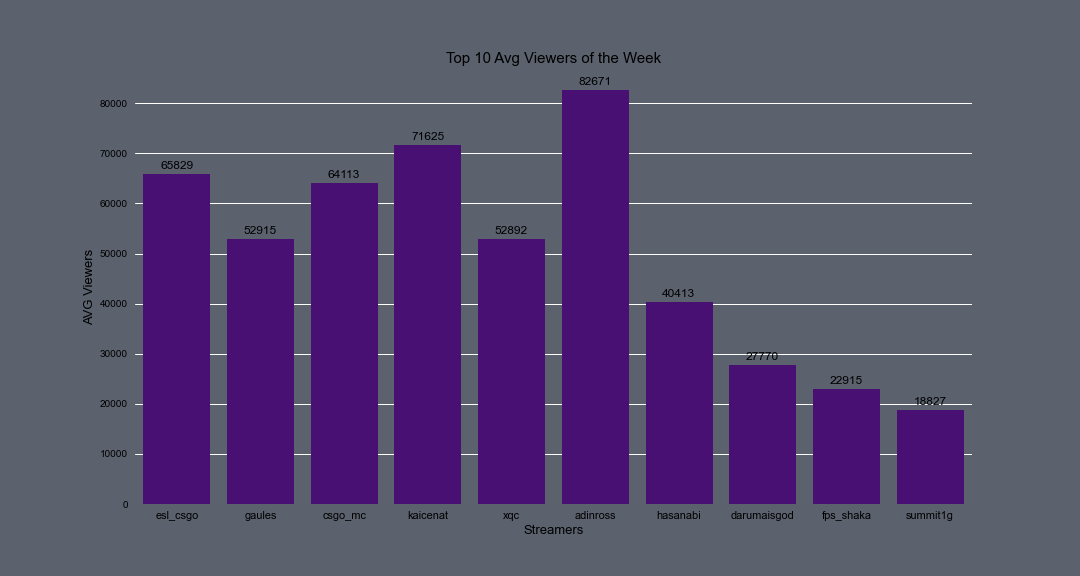 Top 10 Avg Viewers of the Week
AVG Viewers
80000
70000
60000
50000
40000
30000
20000
10000
0
65829
52915
64113
71625
52892
82671
40413
27770
22915
18827
esl_csgo
gaules
csgo_mc
kaicenat
xqc
adinross
hasanabi
darumaisgod
fps_shaka
summit1g
Streamers